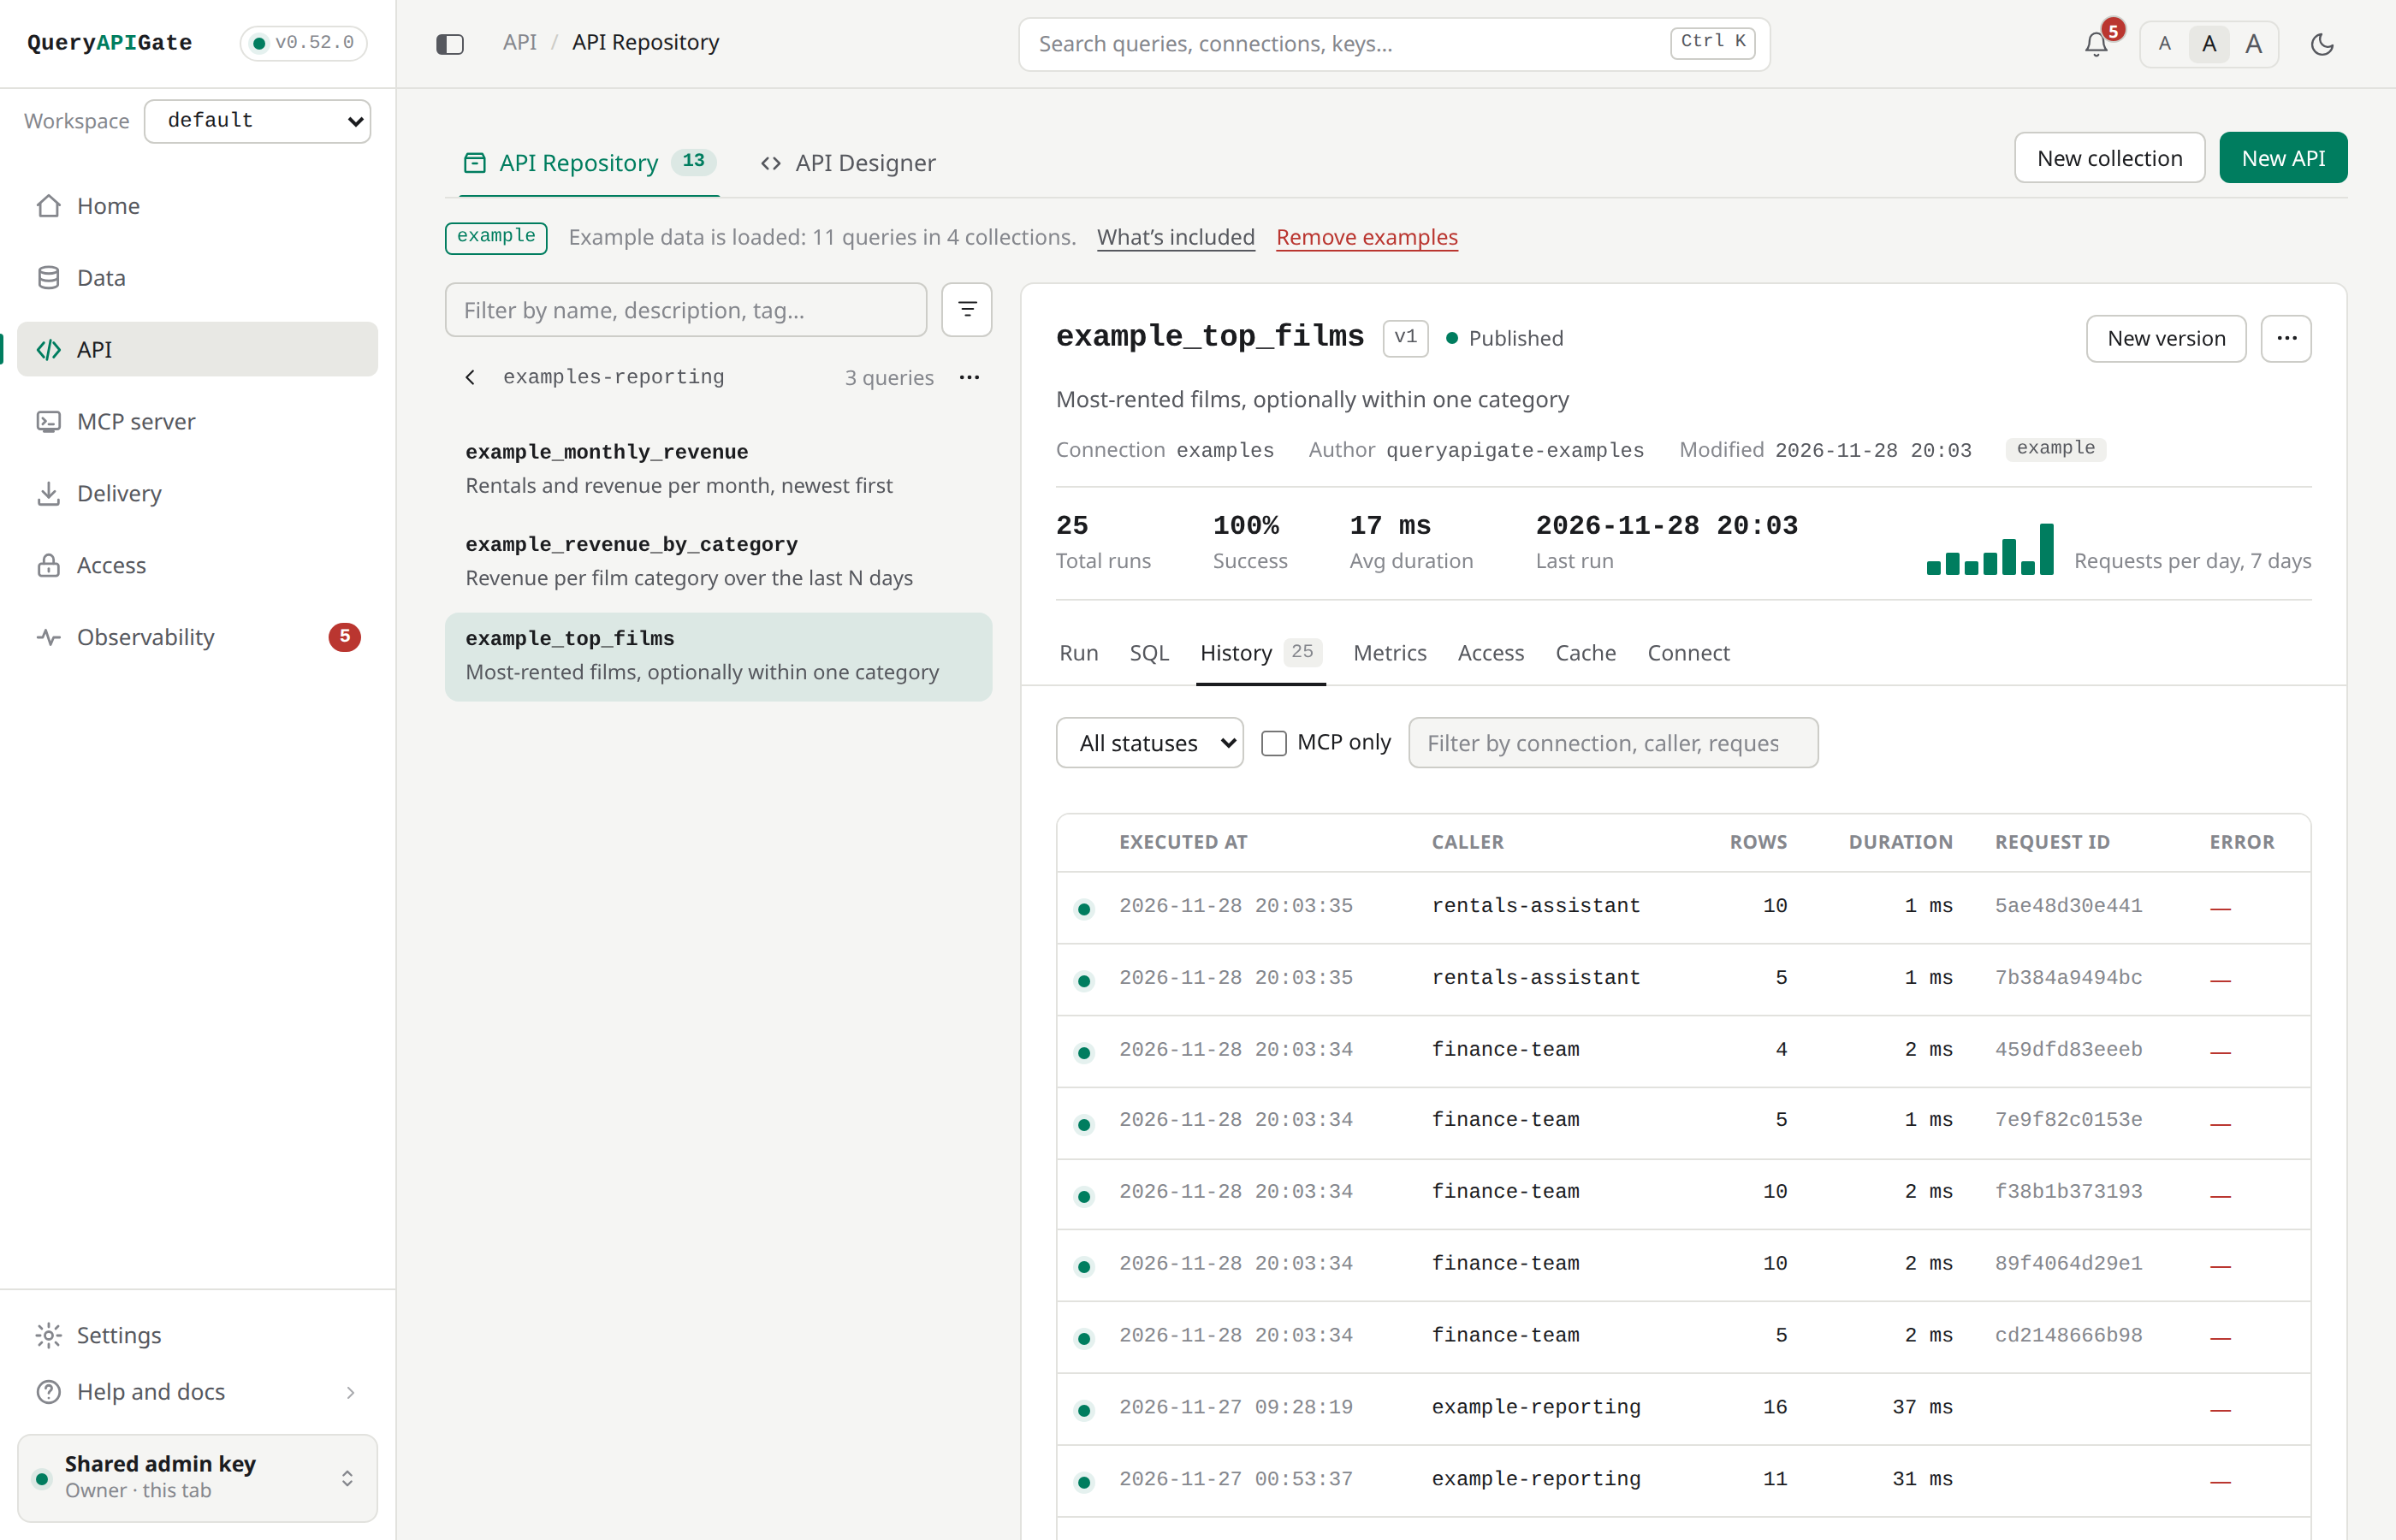 QueryAPIGate
v0.52.0
API / API Repository
Search queries, connections, keys...
Ctrl K
5
A A A
Workspace
default
Home
Data
API
MCP server
Delivery
Access
Observability
5
Settings
Help and docs
Shared admin key
Owner · this tab
API Repository 13
API Designer
New collection
New API
example
Example data is loaded: 11 queries in 4 collections.
What's included
Remove examples
Filter by name, description, tag...
examples-reporting
3 queries
example_monthly_revenue
Rentals and revenue per month, newest first
example_revenue_by_category
Revenue per film category over the last N days
example_top_films
Most-rented films, optionally within one category
example_top_films
v1
Published
New version
Most-rented films, optionally within one category
Connection examples Author queryapigate-examples Modified 2026-11-28 20:03 example
25 100% 17 ms 2026-11-28 20:03
Total runs Success Avg duration Last run Requests per day, 7 days
Run SQL History 25 Metrics Access Cache Connect
All statuses MCP only Filter by connection, caller, reques
EXECUTED AT CALLER ROWS DURATION REQUEST ID ERROR
2026-11-28 20:03:35 rentals-assistant 10 1 ms 5ae48d30e441 —
2026-11-28 20:03:35 rentals-assistant 5 1 ms 7b384a9494bc —
2026-11-28 20:03:34 finance-team 4 2 ms 459dfd83eeeb —
2026-11-28 20:03:34 finance-team 5 1 ms 7e9f82c0153e —
2026-11-28 20:03:34 finance-team 10 2 ms f38b1b373193 —
2026-11-28 20:03:34 finance-team 10 2 ms 89f4064d29e1 —
2026-11-28 20:03:34 finance-team 5 2 ms cd2148666b98 —
2026-11-27 09:28:19 example-reporting 16 37 ms —
2026-11-27 00:53:37 example-reporting 11 31 ms —